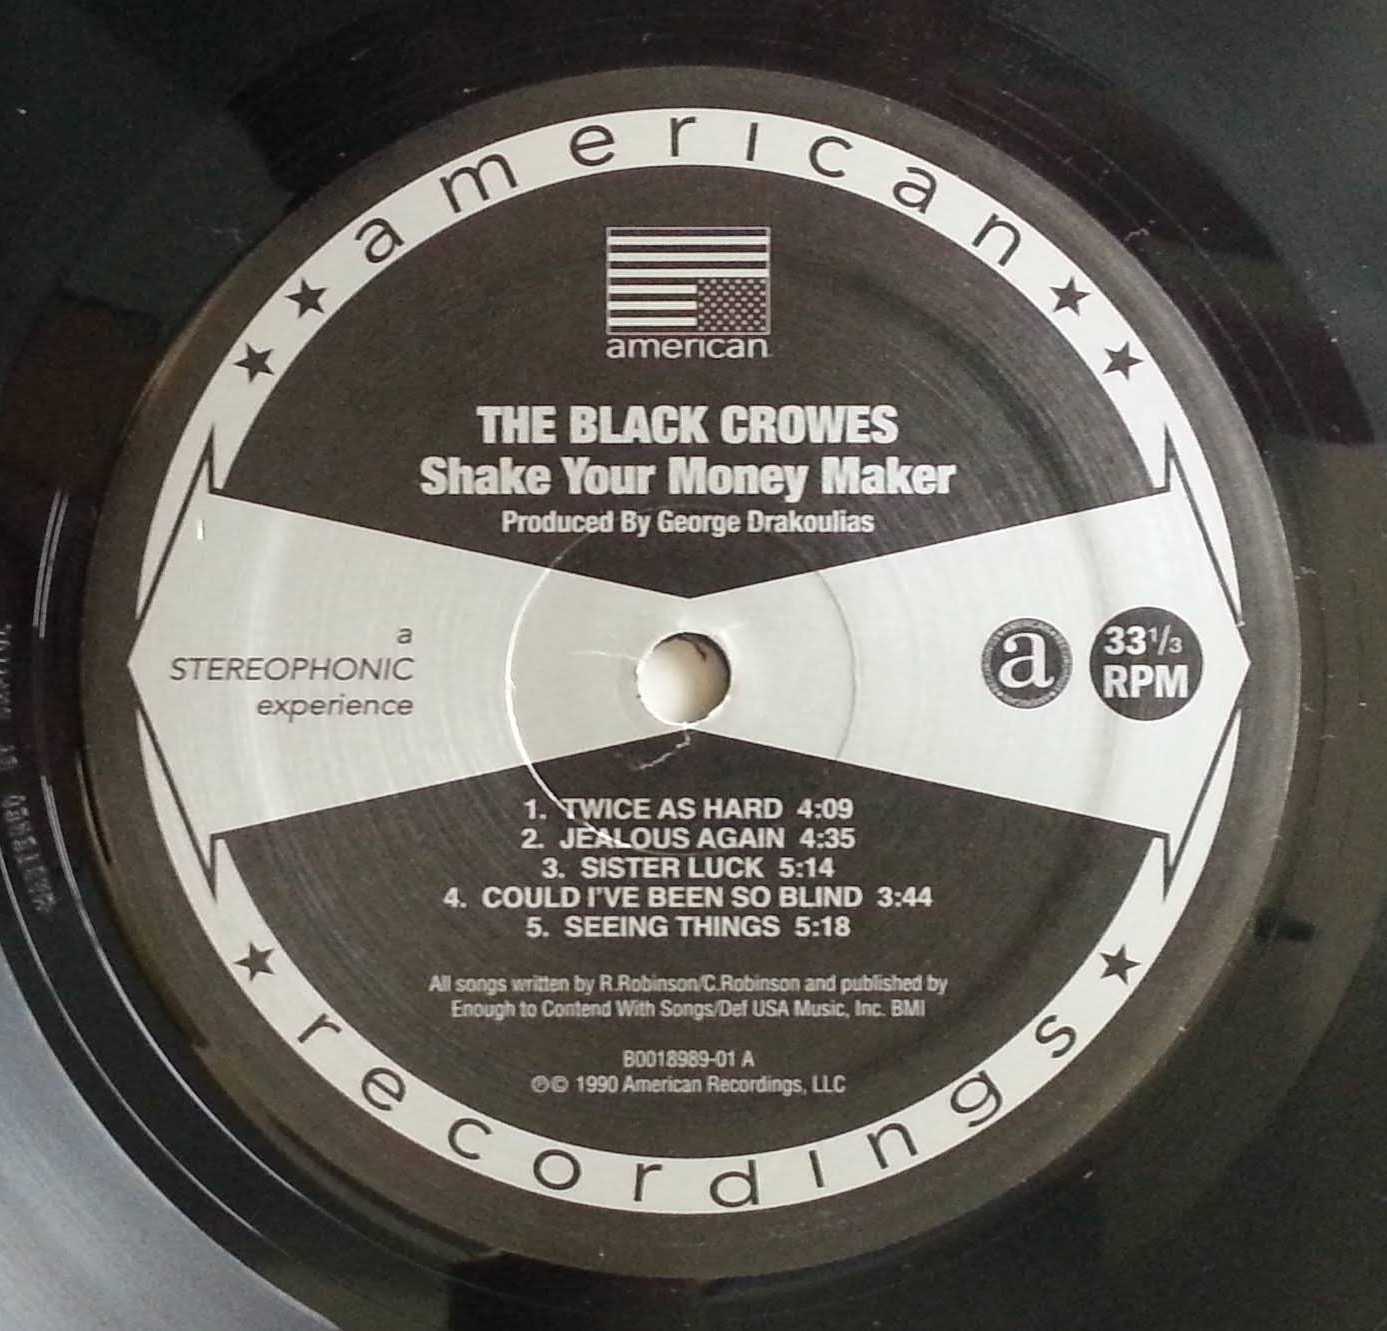 american
american
THE BLACK CROWES
Shake Your Money Maker
Produced By George Drakoulias
a
STEREOPHONIC
experience
a
33 1/3
RPM
1. TWICE AS HARD 4:09
2. JEALOUS AGAIN 4:35
3. SISTER LUCK 5:14
4. COULD I'VE BEEN SO BLIND 3:44
5. SEEING THINGS 5:18
All songs written by R.Robinson/C.Robinson and published by
Enough to Contend With Songs/Def USA Music, Inc. BMI
B0018989-01 A
℗© 1990 American Recordings, LLC
recordings